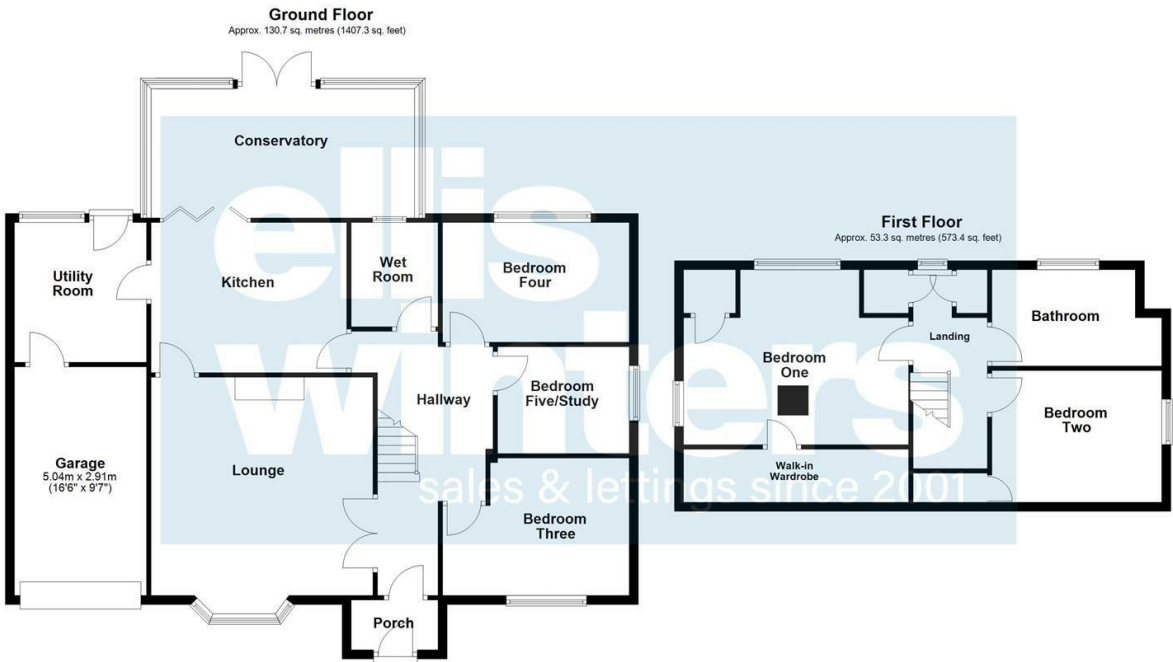 Ground Floor
Approx. 130.7 sq. metres (1407.3 sq. feet)
Conservatory
Utility
Room
Kitchen
Wet
Room
Bedroom
Four
Hallway
Bedroom
Five/Study
Garage
5.04m x 2.91m
(16'6" x 9'7")
Lounge
Bedroom
Three
Porch
First Floor
Approx. 53.3 sq. metres (573.4 sq. feet)
Bedroom
One
Landing
Bathroom
Bedroom
Two
Walk-in
Wardrobe
ellis
winters
sales & lettings since 2001